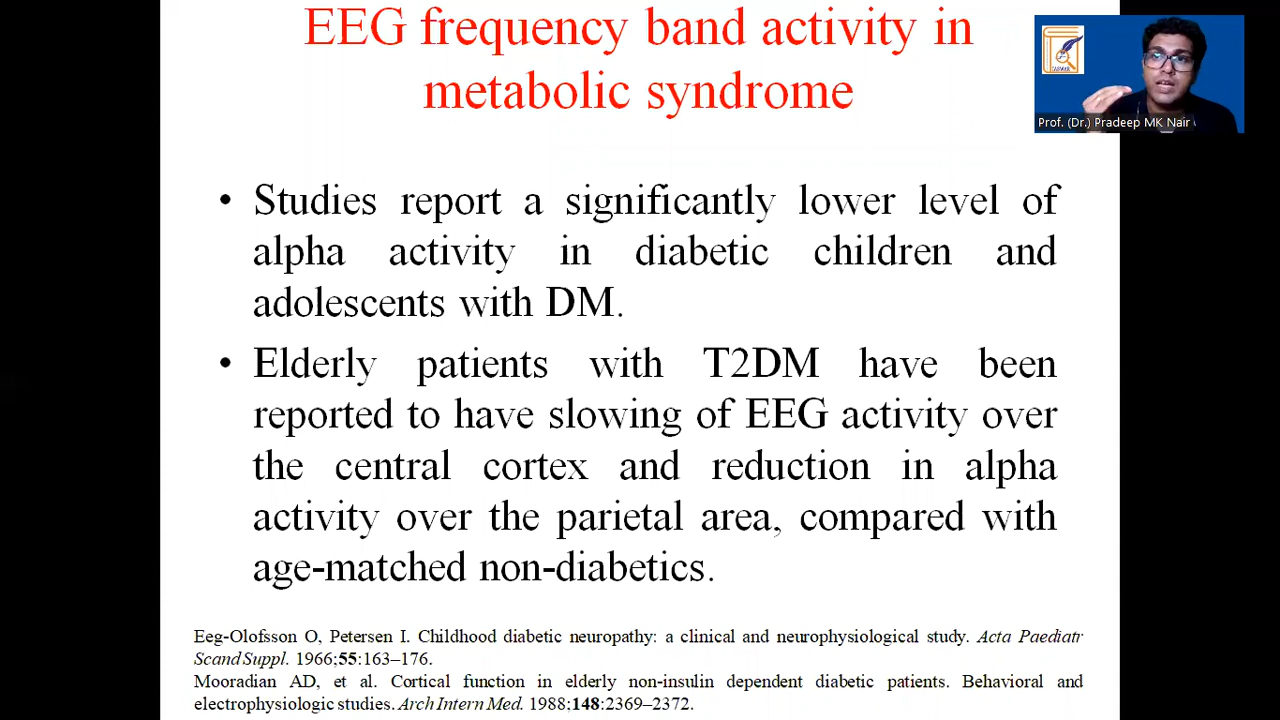 EEG frequency band activity in
metabolic syndrome
Prof. (Dr.) Pradeep MK Nair
• Studies report a significantly lower level of
alpha activity in diabetic children and
adolescents with DM.
• Elderly patients with T2DM have been
reported to have slowing of EEG activity over
the central cortex and reduction in alpha
activity over the parietal area, compared with
age-matched non-diabetics.
Eeg-Olofsson O, Petersen I. Childhood diabetic neuropathy: a clinical and neurophysiological study. Acta Paediatr
Scand Suppl. 1966;55:163–176.
Mooradian AD, et al. Cortical function in elderly non-insulin dependent diabetic patients. Behavioral and
electrophysiologic studies. Arch Intern Med. 1988;148:2369–2372.